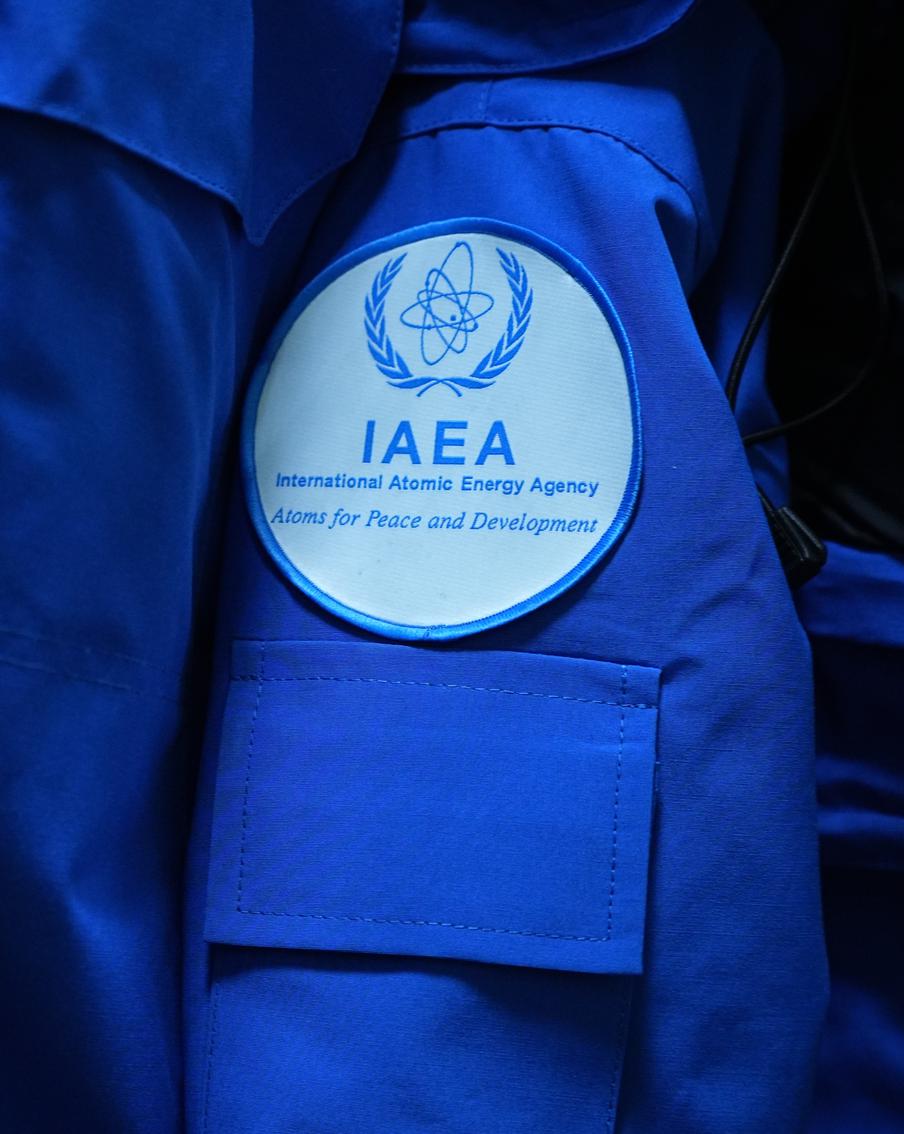 IAEA
International Atomic Energy Agency
Atoms for Peace and Development